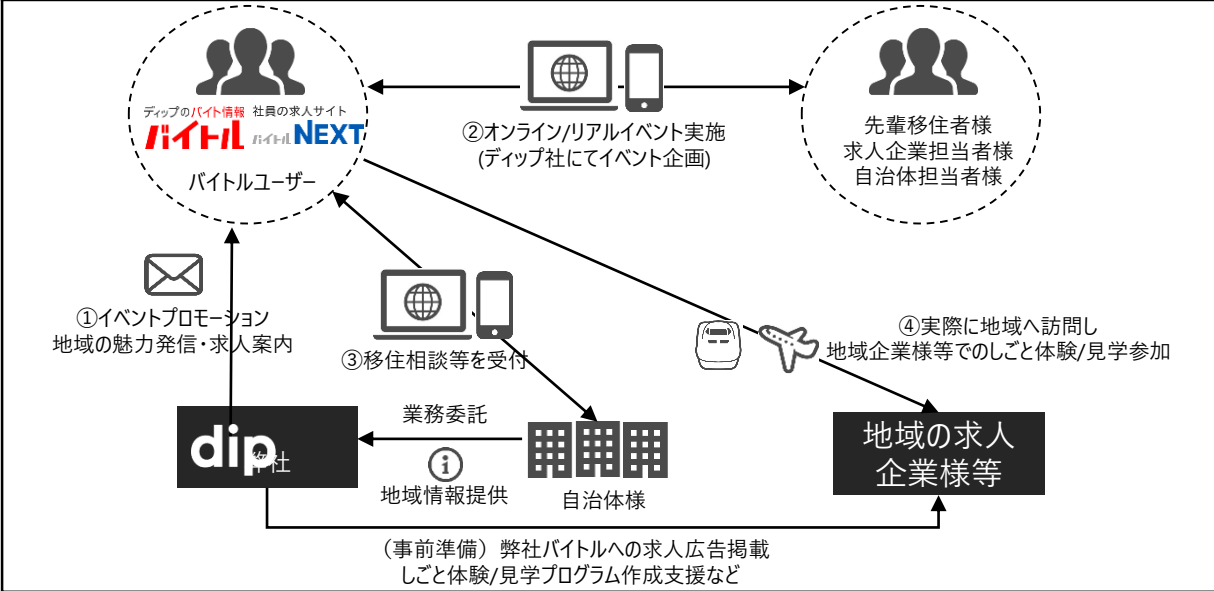 ディップのバイト情報 社員の求人サイト
バイトル バイトルNEXT
バイトルユーザー
②オンライン/リアルイベント実施
(ディップ社にてイベント企画)
先輩移住者様
求人企業担当者様
自治体担当者様
①イベントプロモーション
地域の魅力発信・求人案内
③移住相談等を受付
④実際に地域へ訪問し
地域企業様等でのしごと体験/見学参加
業務委託
dip
弊社
地域情報提供
自治体様
地域の求人
企業様等
（事前準備）弊社バイトルへの求人広告掲載
しごと体験/見学プログラム作成支援など